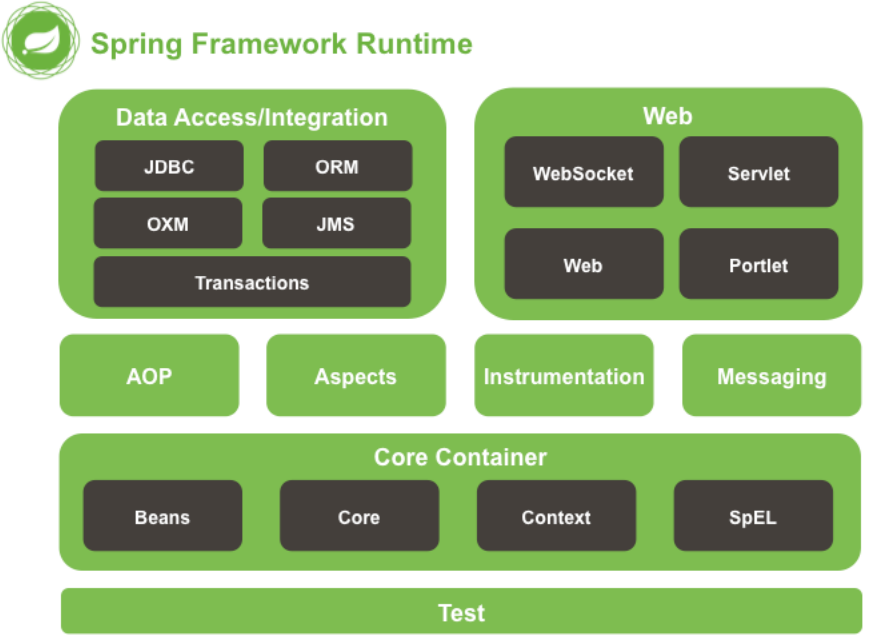 Spring Framework Runtime
Data Access/Integration
JDBC
ORM
OXM
JMS
Transactions
Web
WebSocket
Servlet
Web
Portlet
AOP
Aspects
Instrumentation
Messaging
Core Container
Beans
Core
Context
SpEL
Test